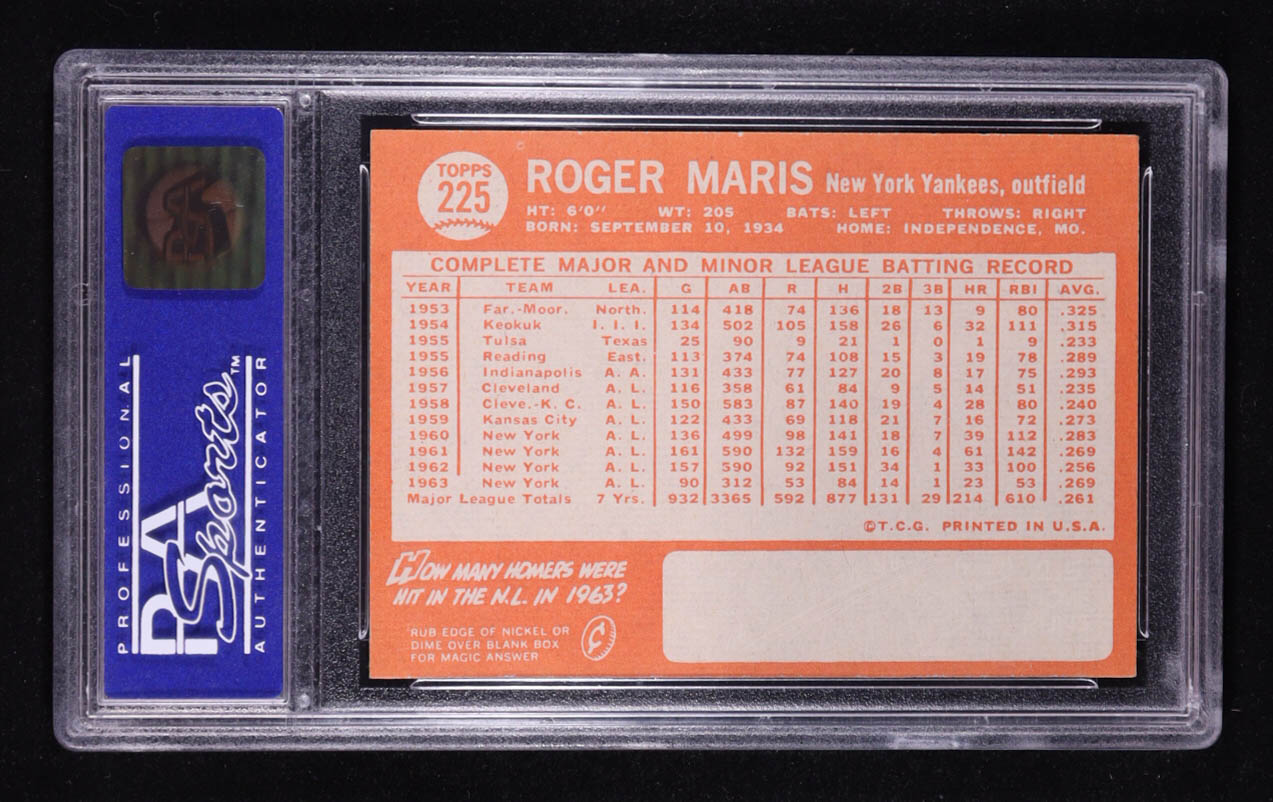 TOPPS
225
ROGER MARIS New York Yankees, outfield
HT: 6'0" WT: 205 BATS: LEFT THROWS: RIGHT
BORN: SEPTEMBER 10, 1934 HOME: INDEPENDENCE, MO.
COMPLETE MAJOR AND MINOR LEAGUE BATTING RECORD
YEAR TEAM LEA. G AB R H 2B 3B HR RBI AVG.
1953 Far.-Moor. North. 114 418 74 136 18 13 9 80 .325
1954 Keokuk I. I. I. 134 502 105 158 26 6 32 111 .315
1955 Tulsa Texas 25 90 9 21 1 0 1 9 .233
1955 Reading East. 113 374 74 108 15 3 19 78 .289
1956 Indianapolis A. A. 131 433 77 127 20 8 17 75 .293
1957 Cleveland A. L. 116 358 61 84 9 5 14 51 .235
1958 Cleve.-K. C. A. L. 150 583 87 140 19 4 28 80 .240
1959 Kansas City A. L. 122 433 69 118 21 7 16 72 .273
1960 New York A. L. 136 499 98 141 18 7 39 112 .283
1961 New York A. L. 161 590 132 159 16 4 61 142 .269
1962 New York A. L. 157 590 92 151 34 1 33 100 .256
1963 New York A. L. 90 312 53 84 14 1 23 53 .269
Major League Totals 7 Yrs. 932 3365 592 877 131 29 214 610 .261
©T.C.G. PRINTED IN U.S.A.
HOW MANY HOMERS WERE
HIT IN THE N.L. IN 1963?
RUB EDGE OF NICKEL OR
DIME OVER BLANK BOX
FOR MAGIC ANSWER
¢
PSA
PROFESSIONAL
PSA
Sports™
AUTHENTICATOR